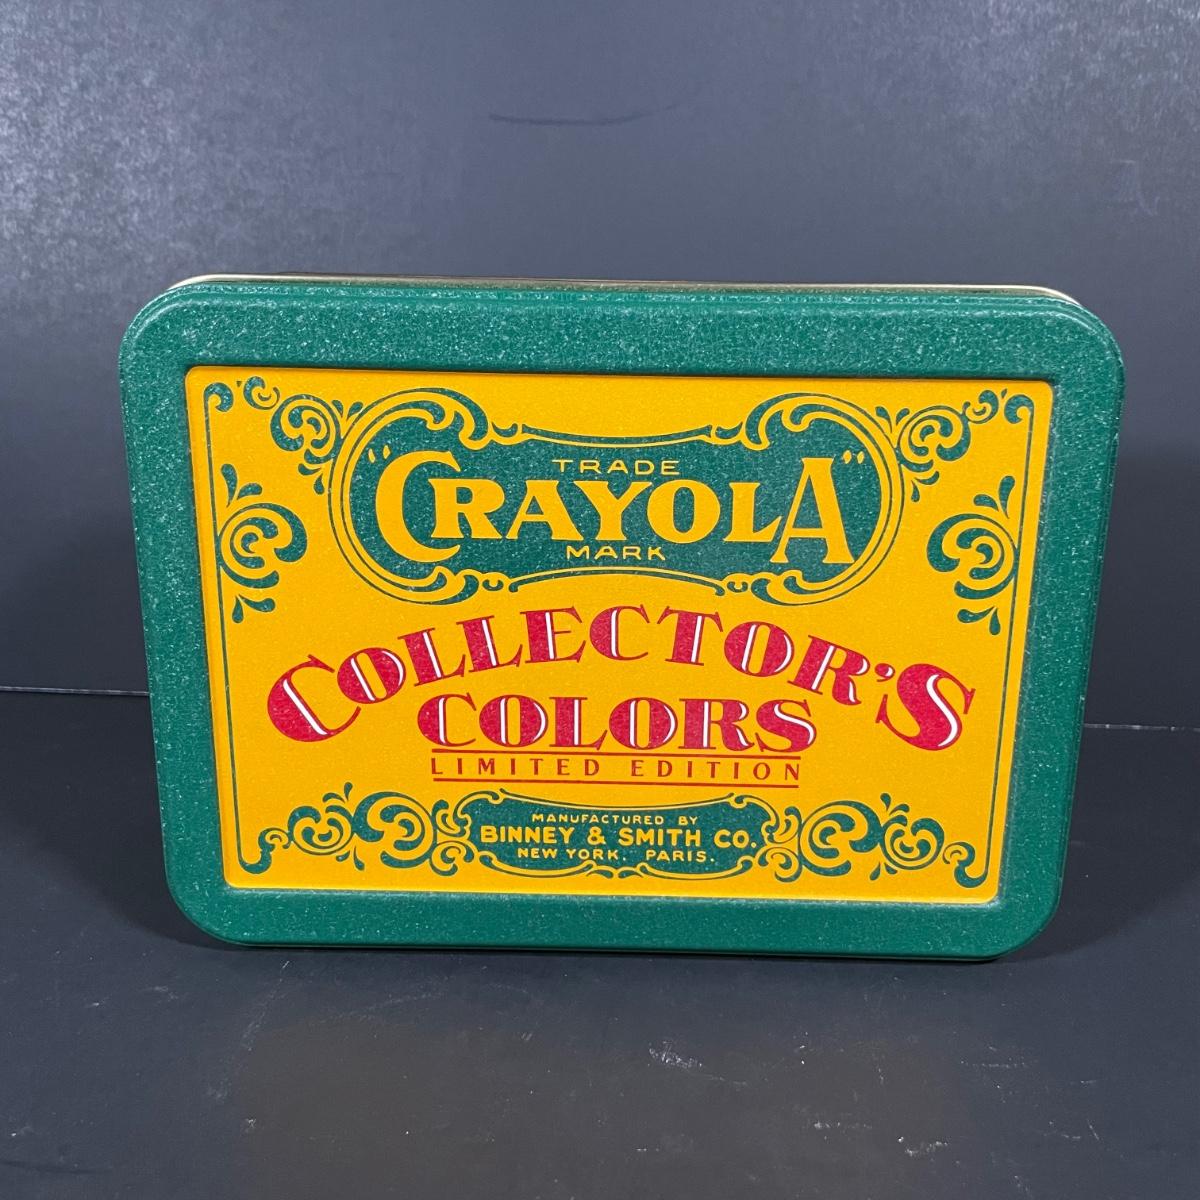 TRADE
"CRAYOLA"
MARK
COLLECTOR'S
COLORS
LIMITED EDITION
MANUFACTURED BY
BINNEY & SMITH CO.
NEW YORK. PARIS.